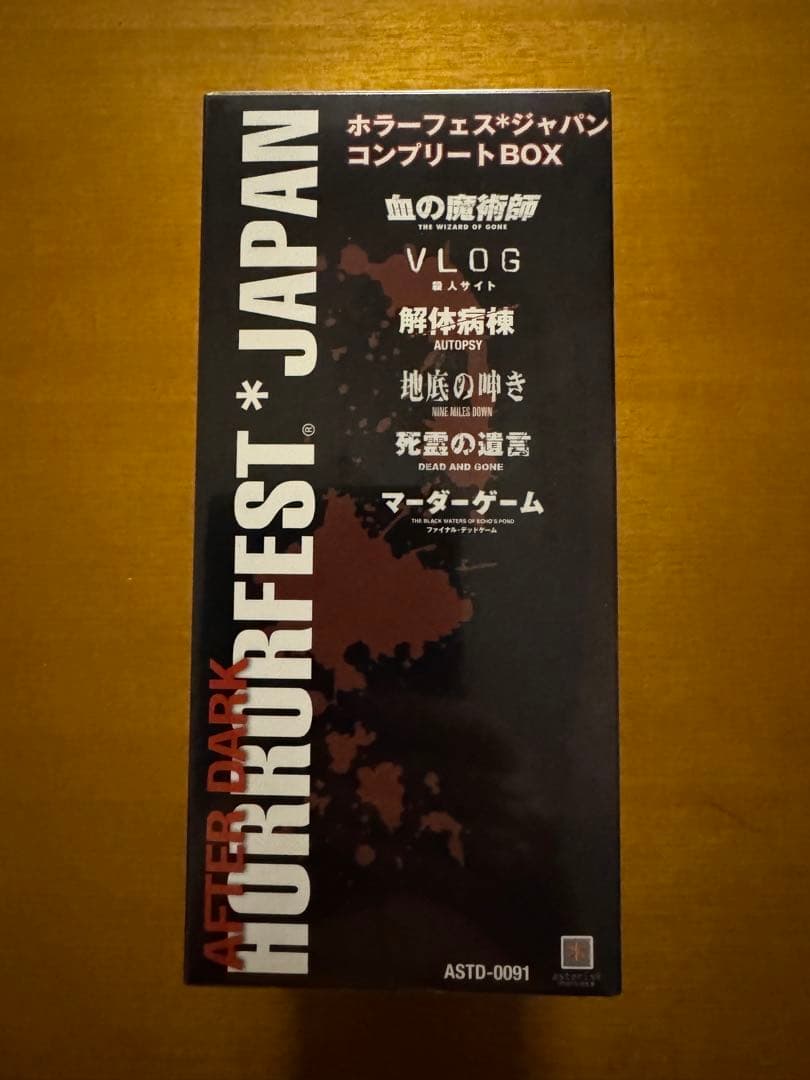 ホラーフェス*ジャパン
コンプリートBOX
血の魔術師
THE WIZARD OF GONE
VLOG
殺人サイト
解体病棟
AUTOPSY
地底の呻き
NINE MILES DOWN
死霊の遺言
DEAD AND GONE
マーダーゲーム
THE BLACK WATERS OF ECHO'S POND
ファイナル・デッドゲーム
AFTER DARK
HORRORFEST®*JAPAN
ASTD-0091
asterisk